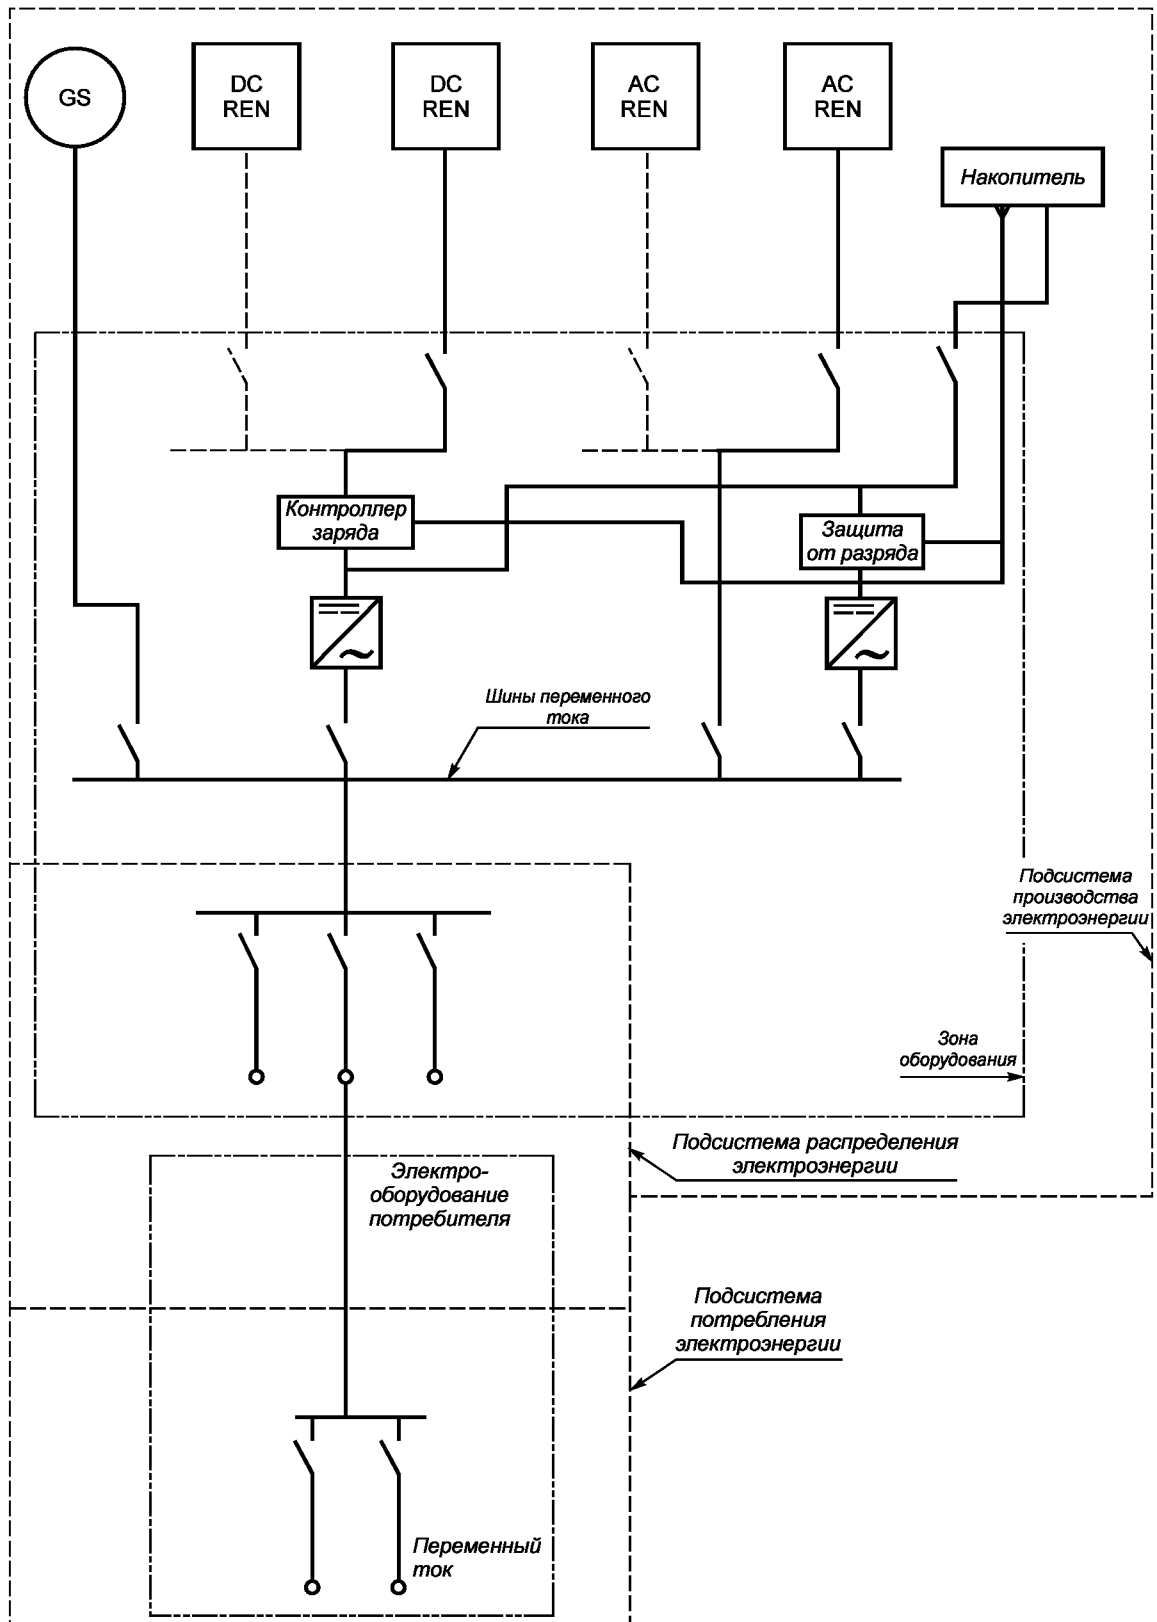 GS
DC
REN
DC
REN
AC
REN
AC
REN
Накопитель
Контроллер
заряда
Защита
от разряда
Шины переменного
тока
Подсистема
производства
электроэнергии
Зона
оборудования
Подсистема распределения
электроэнергии
Электро-
оборудование
потребителя
Подсистема
потребления
электроэнергии
Переменный
ток